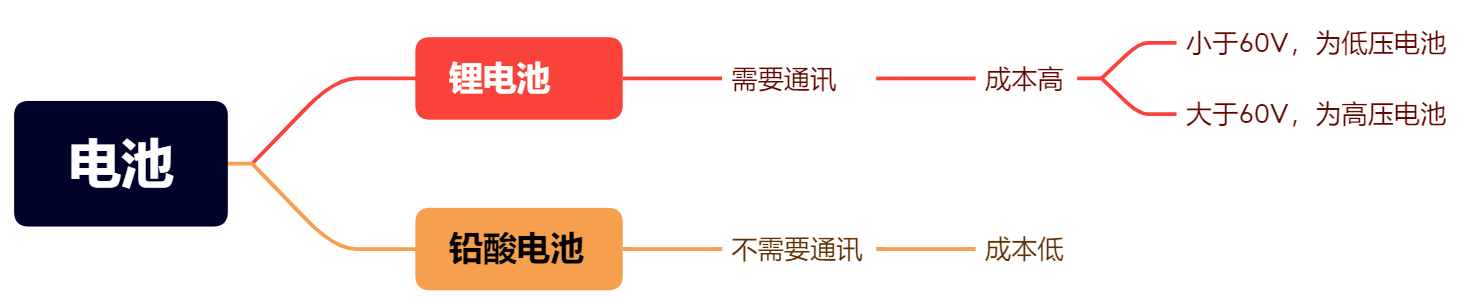 电池
锂电池
需要通讯
成本高
小于60V，为低压电池
大于60V，为高压电池
铅酸电池
不需要通讯
成本低